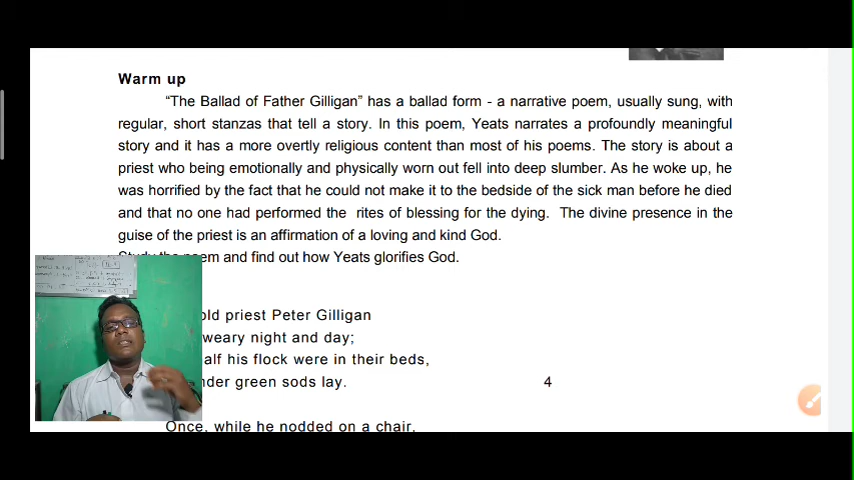 Warm up
“The Ballad of Father Gilligan” has a ballad form - a narrative poem, usually sung, with
regular, short stanzas that tell a story. In this poem, Yeats narrates a profoundly meaningful
story and it has a more overtly religious content than most of his poems. The story is about a
priest who being emotionally and physically worn out fell into deep slumber. As he woke up, he
was horrified by the fact that he could not make it to the bedside of the sick man before he died
and that no one had performed the rites of blessing for the dying. The divine presence in the
guise of the priest is an affirmation of a loving and kind God.
Study the poem and find out how Yeats glorifies God.
old priest Peter Gilligan
weary night and day;
alf his flock were in their beds,
nder green sods lay.
4
Once, while he nodded on a chair,